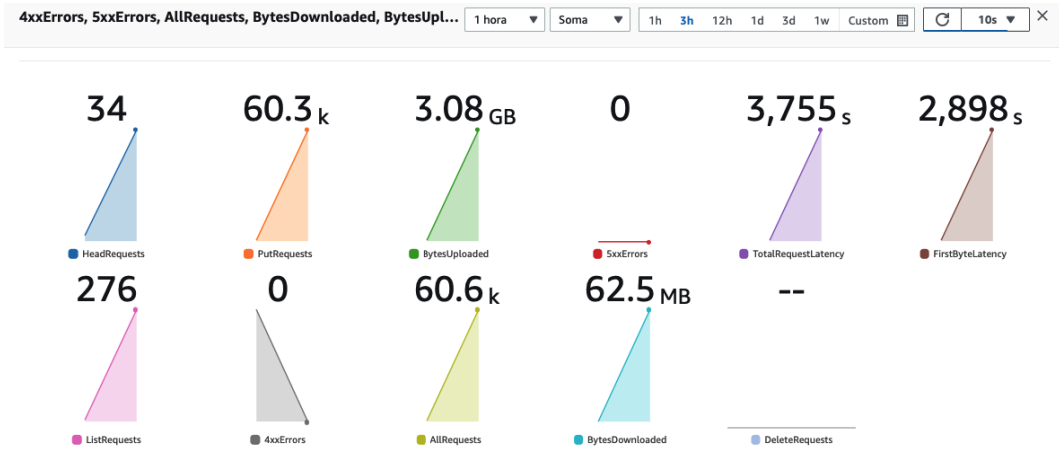 4xxErrors, 5xxErrors, AllRequests, BytesDownloaded, BytesUpl... 1 hora Soma 1h 3h 12h 1d 3d 1w Custom 10s
34 60.3 k 3.08 GB 0 3,755 s 2,898 s
HeadRequests PutRequests BytesUploaded 5xxErrors TotalRequestLatency FirstByteLatency
276 0 60.6 k 62.5 MB --
ListRequests 4xxErrors AllRequests BytesDownloaded DeleteRequests